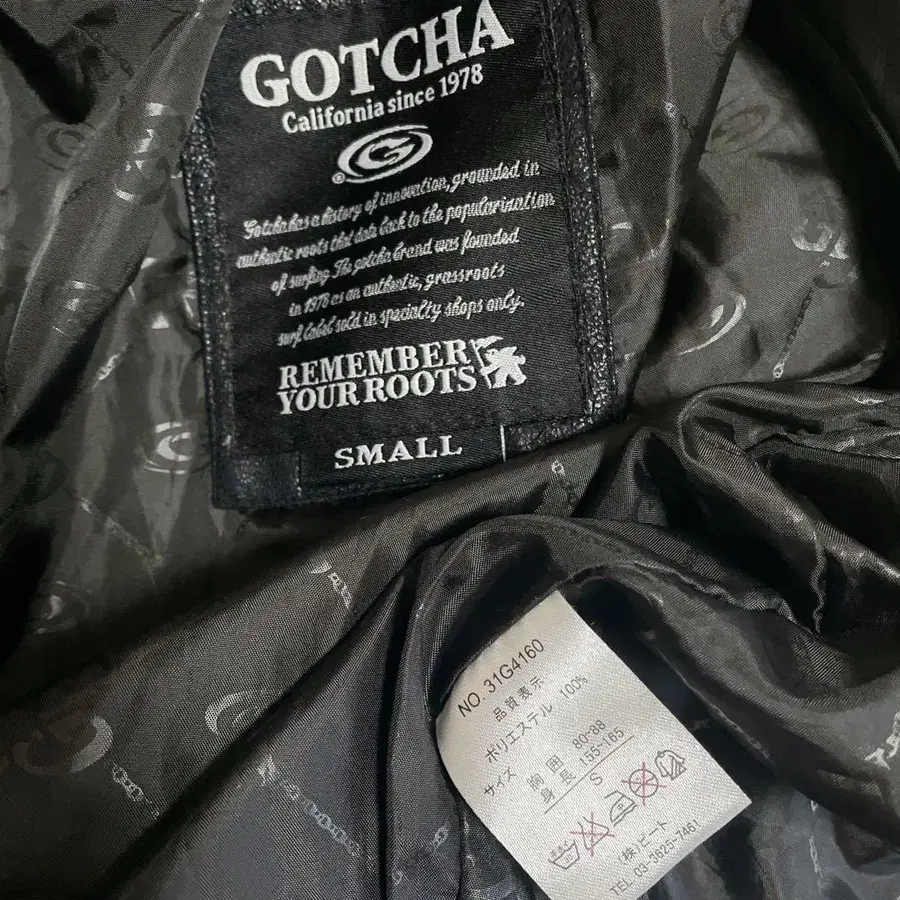 GOTCHA
California since 1978
G
®
Gotcha has a history of innovation, grounded in
authentic roots that date back to the popularization
of surfing. The gotcha brand was founded
in 1978 as an authentic, grassroots
surf label sold in specialty shops only.
REMEMBER
YOUR ROOTS
SMALL
NO. 31G4160
品質表示
ポリエステル 100%
サイズ
胸囲 80-88
身長 155-165
S
(株)ビート
TEL 03-3625-7461